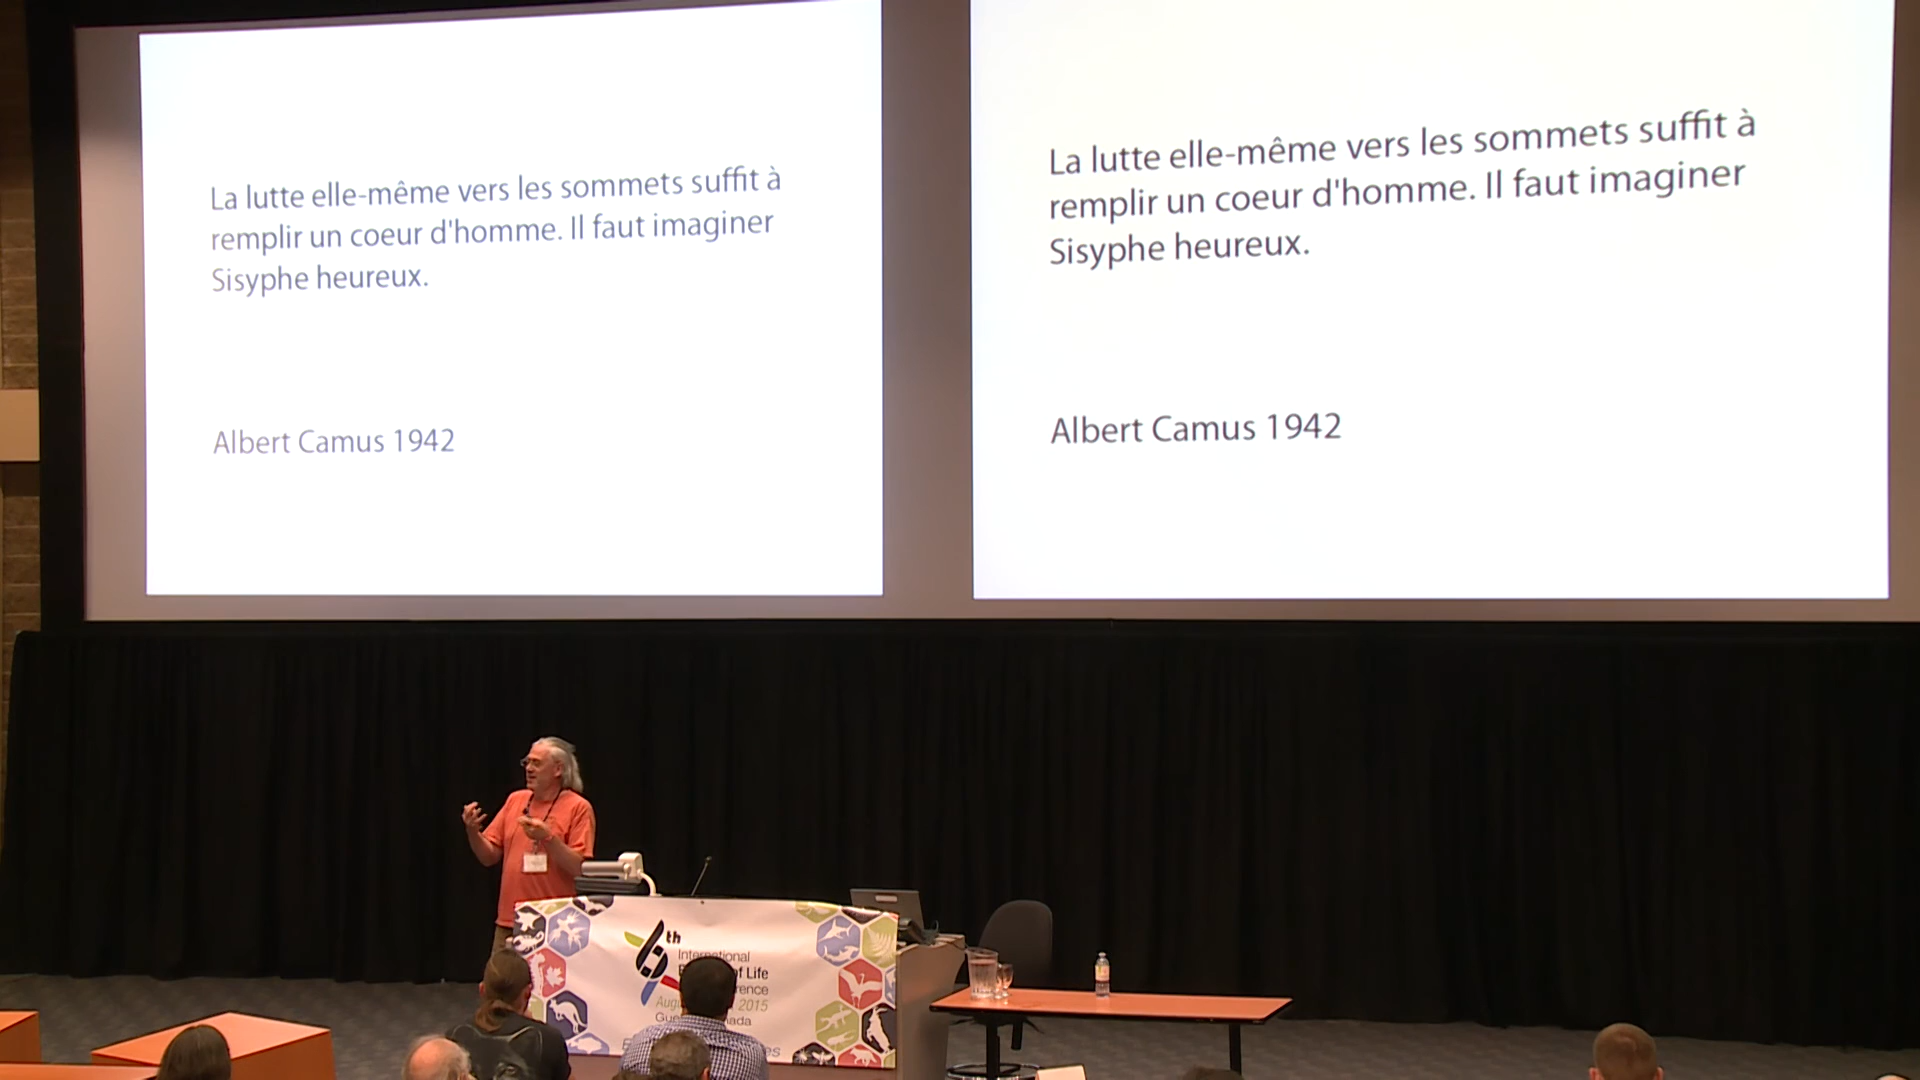 La lutte elle-même vers les sommets suffit à
remplir un coeur d'homme. Il faut imaginer
Sisyphe heureux.
Albert Camus 1942
La lutte elle-même vers les sommets suffit à
remplir un coeur d'homme. Il faut imaginer
Sisyphe heureux.
Albert Camus 1942
6th
International
of Life
2015